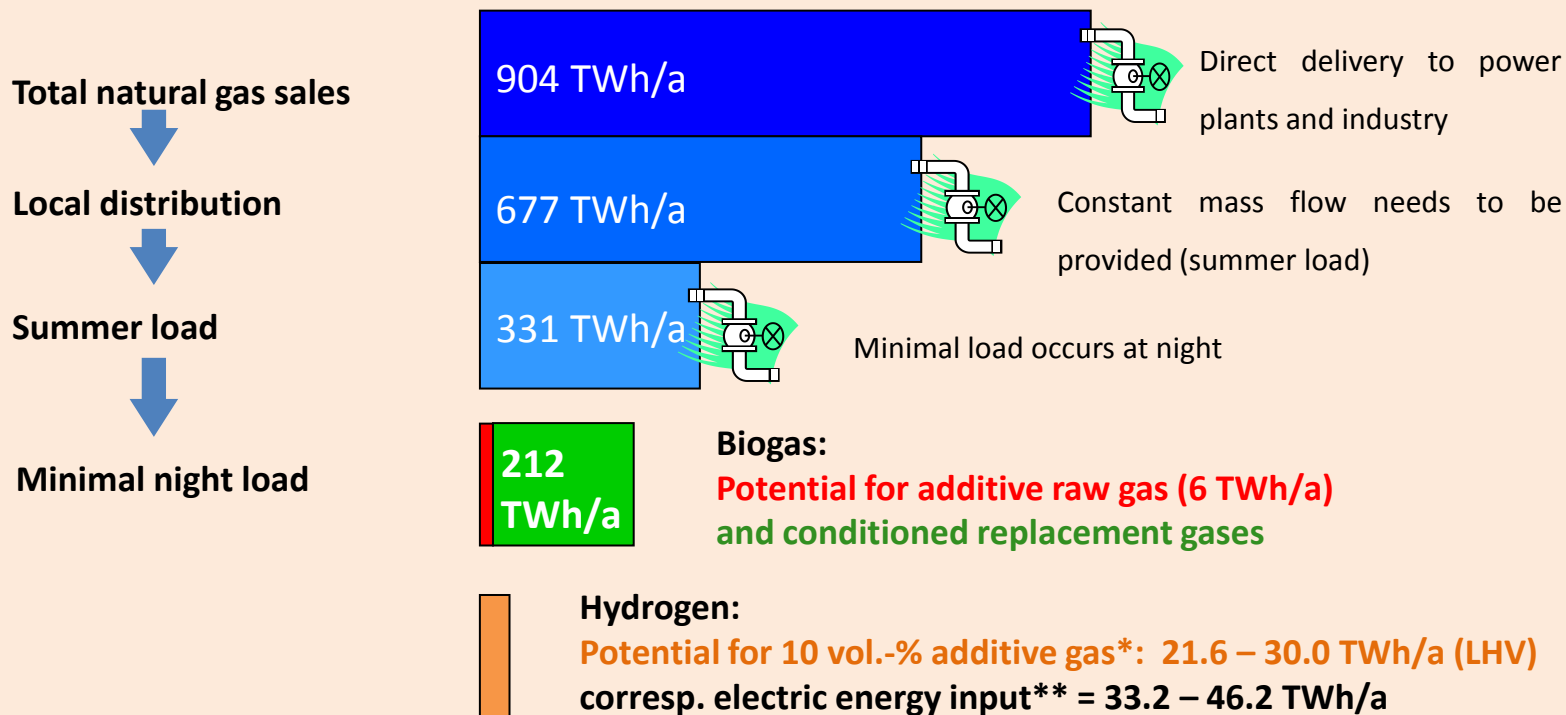 Total natural gas sales
904 TWh/a
Direct delivery to power
plants and industry
Local distribution
677 TWh/a
Constant mass flow needs to be
provided (summer load)
Summer load
331 TWh/a
Minimal load occurs at night
Minimal night load
212
TWh/a
Biogas:
Potential for additive raw gas (6 TWh/a)
and conditioned replacement gases
Hydrogen:
Potential for 10 vol.-% additive gas*: 21.6 – 30.0 TWh/a (LHV)
corresp. electric energy input** = 33.2 – 46.2 TWh/a